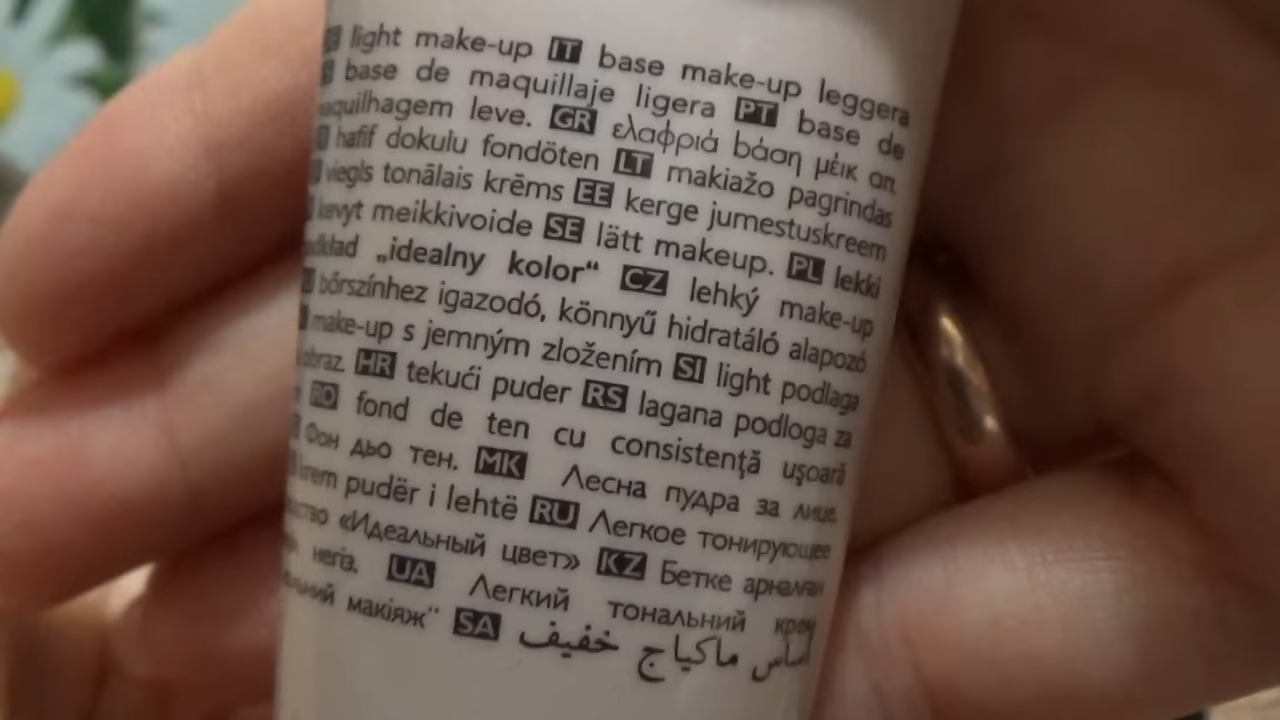 light make-up IT base make-up leggera
base de maquillaje ligera PT base de
maquilhagem leve. GR ελαφριά βάση μέικ απ.
hafif dokulu fondöten LT makiažo pagrindas
viegls tonālais krēms EE kerge jumestuskreem
kevyt meikkivoide SE lätt makeup. PL lekki
podkład „idealny kolor“ CZ lehký make-up
bőrszínhez igazodó, könnyű hidratáló alapozó
make-up s jemným zložením SI light podlaga
obraz. HR tekući puder RS lagana podloga za
RO fond de ten cu consistenţă uşoară
Фон дьо тен. MK Лесна пудра за лице.
krem pudër i lehtë RU Легкое тонирующее
«Идеальный цвет» KZ Бетке арналған
негіз. UA Легкий тональний крем
макіяж" SA أساس ماكياج خفيف